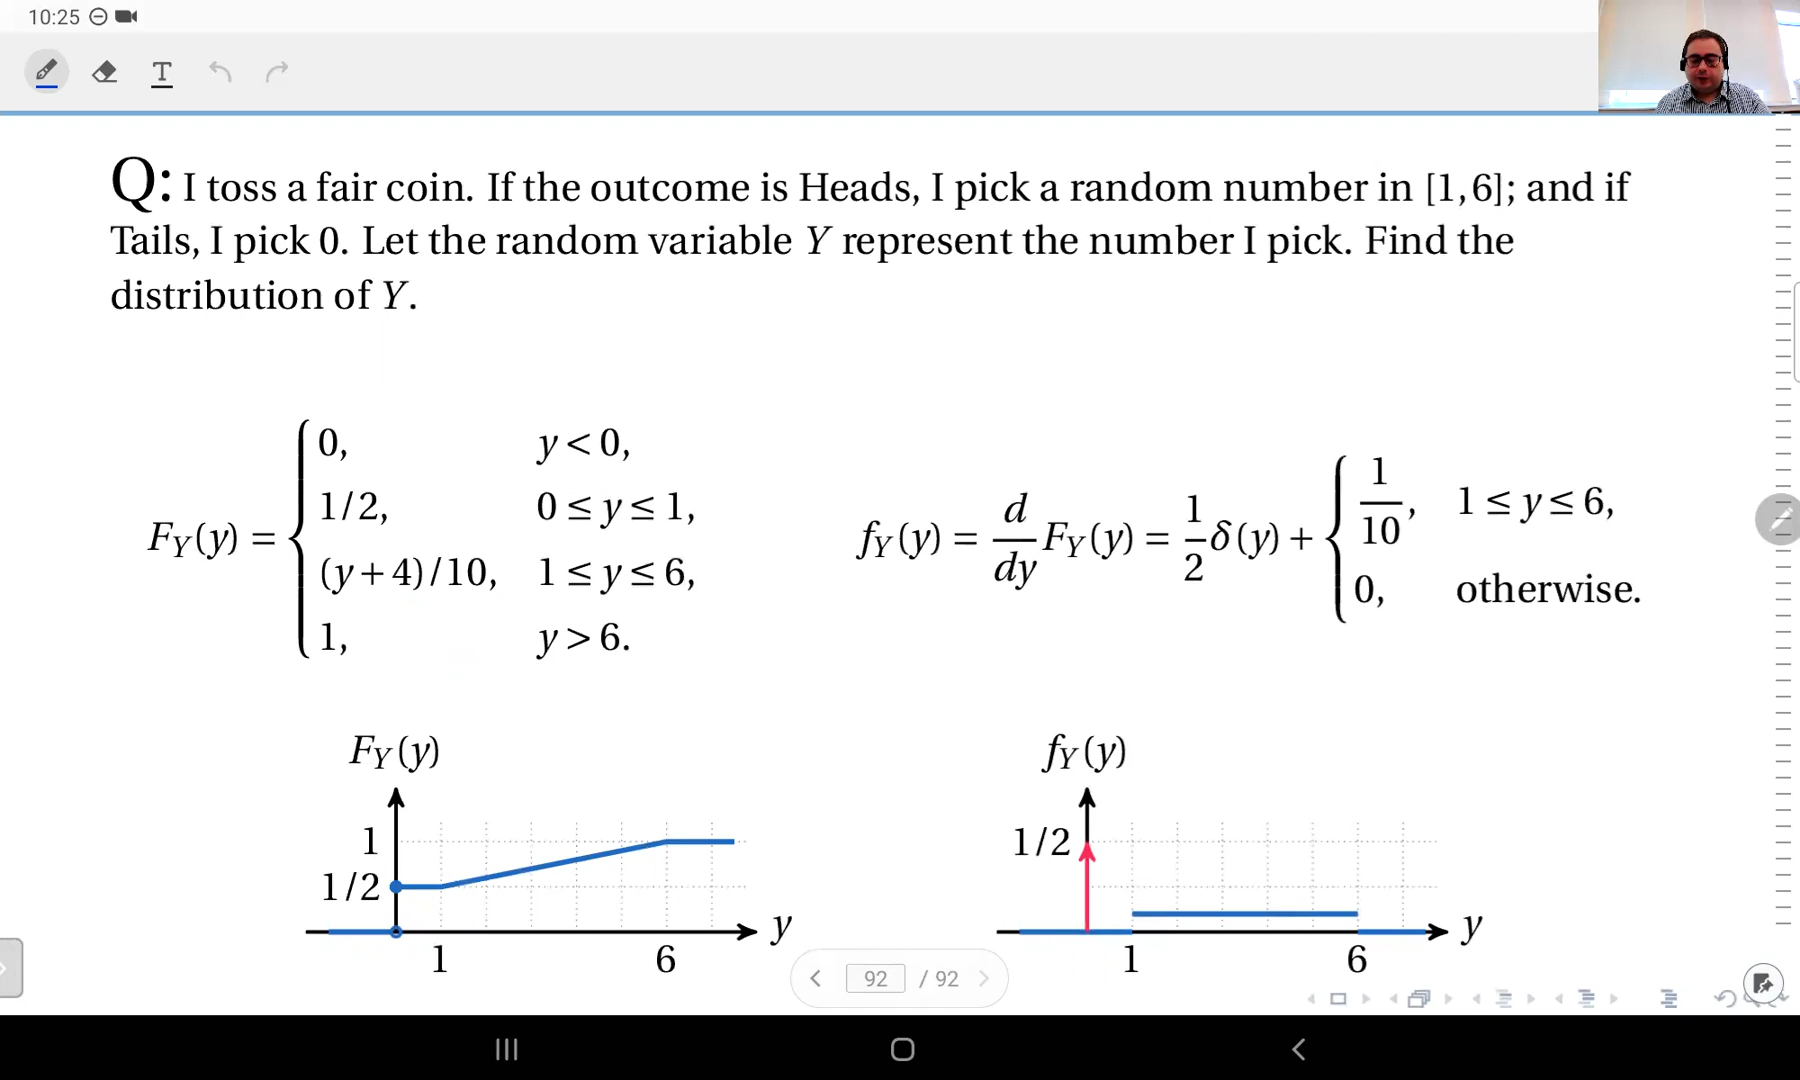 10:25
T
Q: I toss a fair coin. If the outcome is Heads, I pick a random number in [1,6]; and if
Tails, I pick 0. Let the random variable Y represent the number I pick. Find the
distribution of Y.
F_Y(y) = { 0, y < 0,
1/2, 0 ≤ y ≤ 1,
(y+4)/10, 1 ≤ y ≤ 6,
1, y > 6.
f_Y(y) = d/dy F_Y(y) = 1/2 δ(y) + { 1/10, 1 ≤ y ≤ 6,
0, otherwise.
F_Y(y)
1
1/2
y
1 6
f_Y(y)
1/2
y
1 6
92 / 92